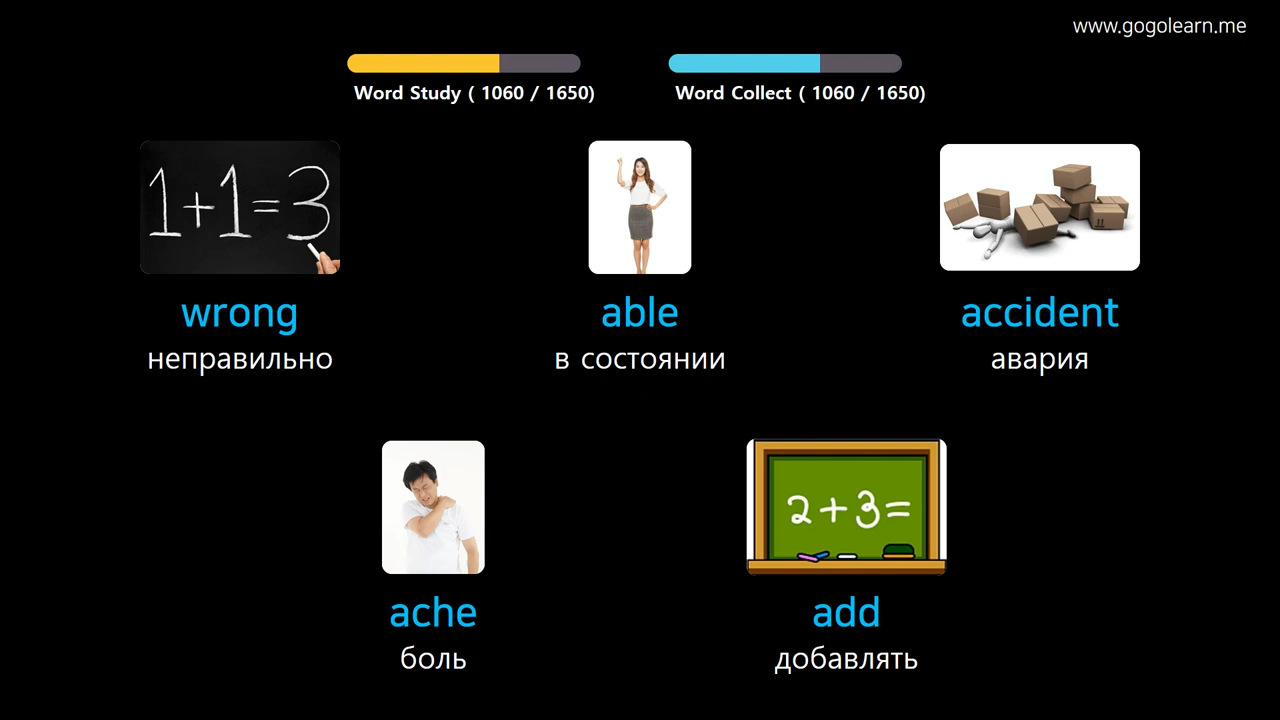 www.gogolearn.me
Word Study ( 1060 / 1650)
Word Collect ( 1060 / 1650)
1+1=3
wrong
неправильно
able
в состоянии
accident
авария
ache
боль
2+3=
add
добавлять